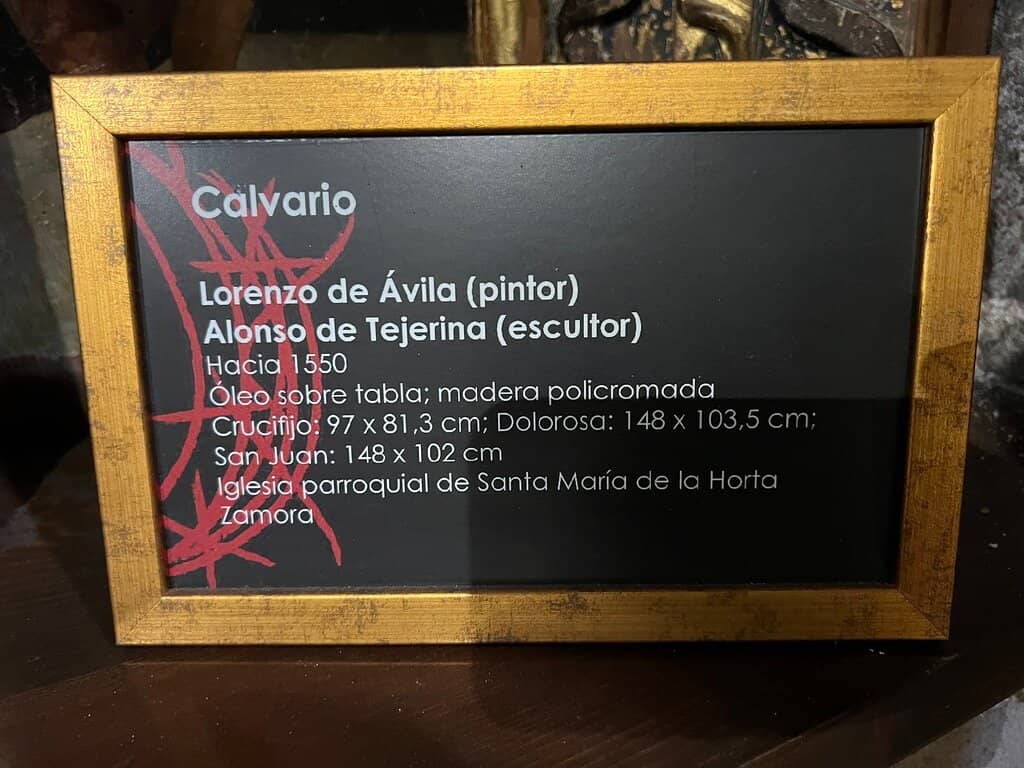 Calvario
Lorenzo de Ávila (pintor)
Alonso de Tejerina (escultor)
Hacia 1550
Óleo sobre tabla; madera policromada
Crucifijo: 97 x 81,3 cm; Dolorosa: 148 x 103,5 cm;
San Juan: 148 x 102 cm
Iglesia parroquial de Santa María de la Horta
Zamora